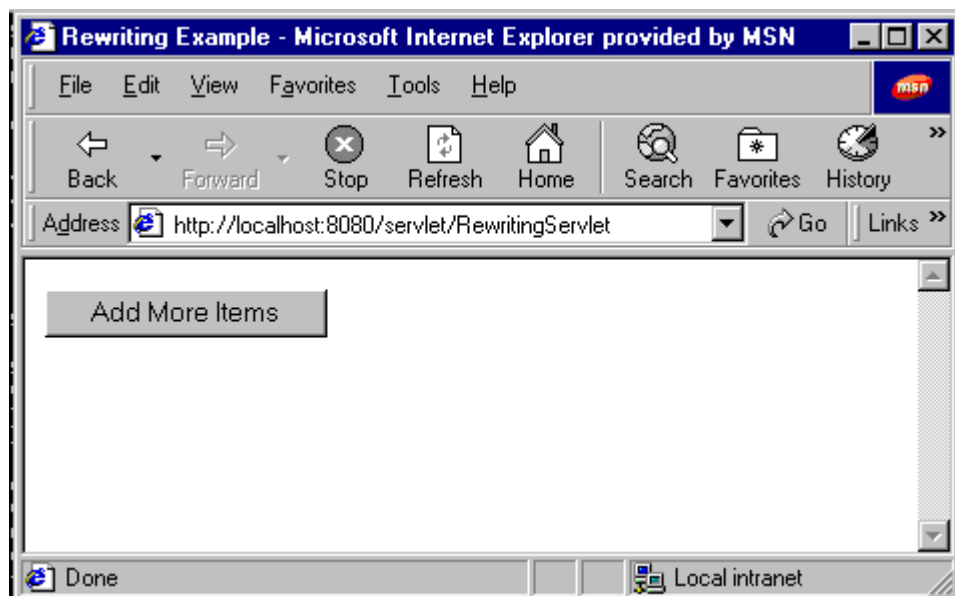 Rewriting Example - Microsoft Internet Explorer provided by MSN
File Edit View Favorites Tools Help
msn
Back Forward Stop Refresh Home Search Favorites History »
Address http://localhost:8080/servlet/RewritingServlet Go Links »
Add More Items
Done Local intranet